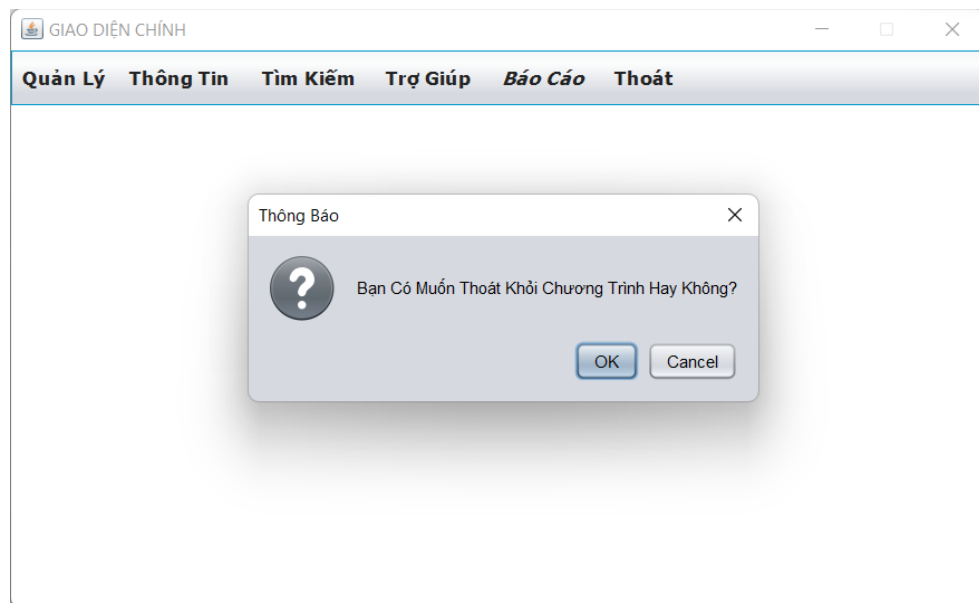 GIAO DIỆN CHÍNH
Quản Lý Thông Tin Tìm Kiếm Trợ Giúp Báo Cáo Thoát
Thông Báo
Bạn Có Muốn Thoát Khỏi Chương Trình Hay Không?
OK Cancel